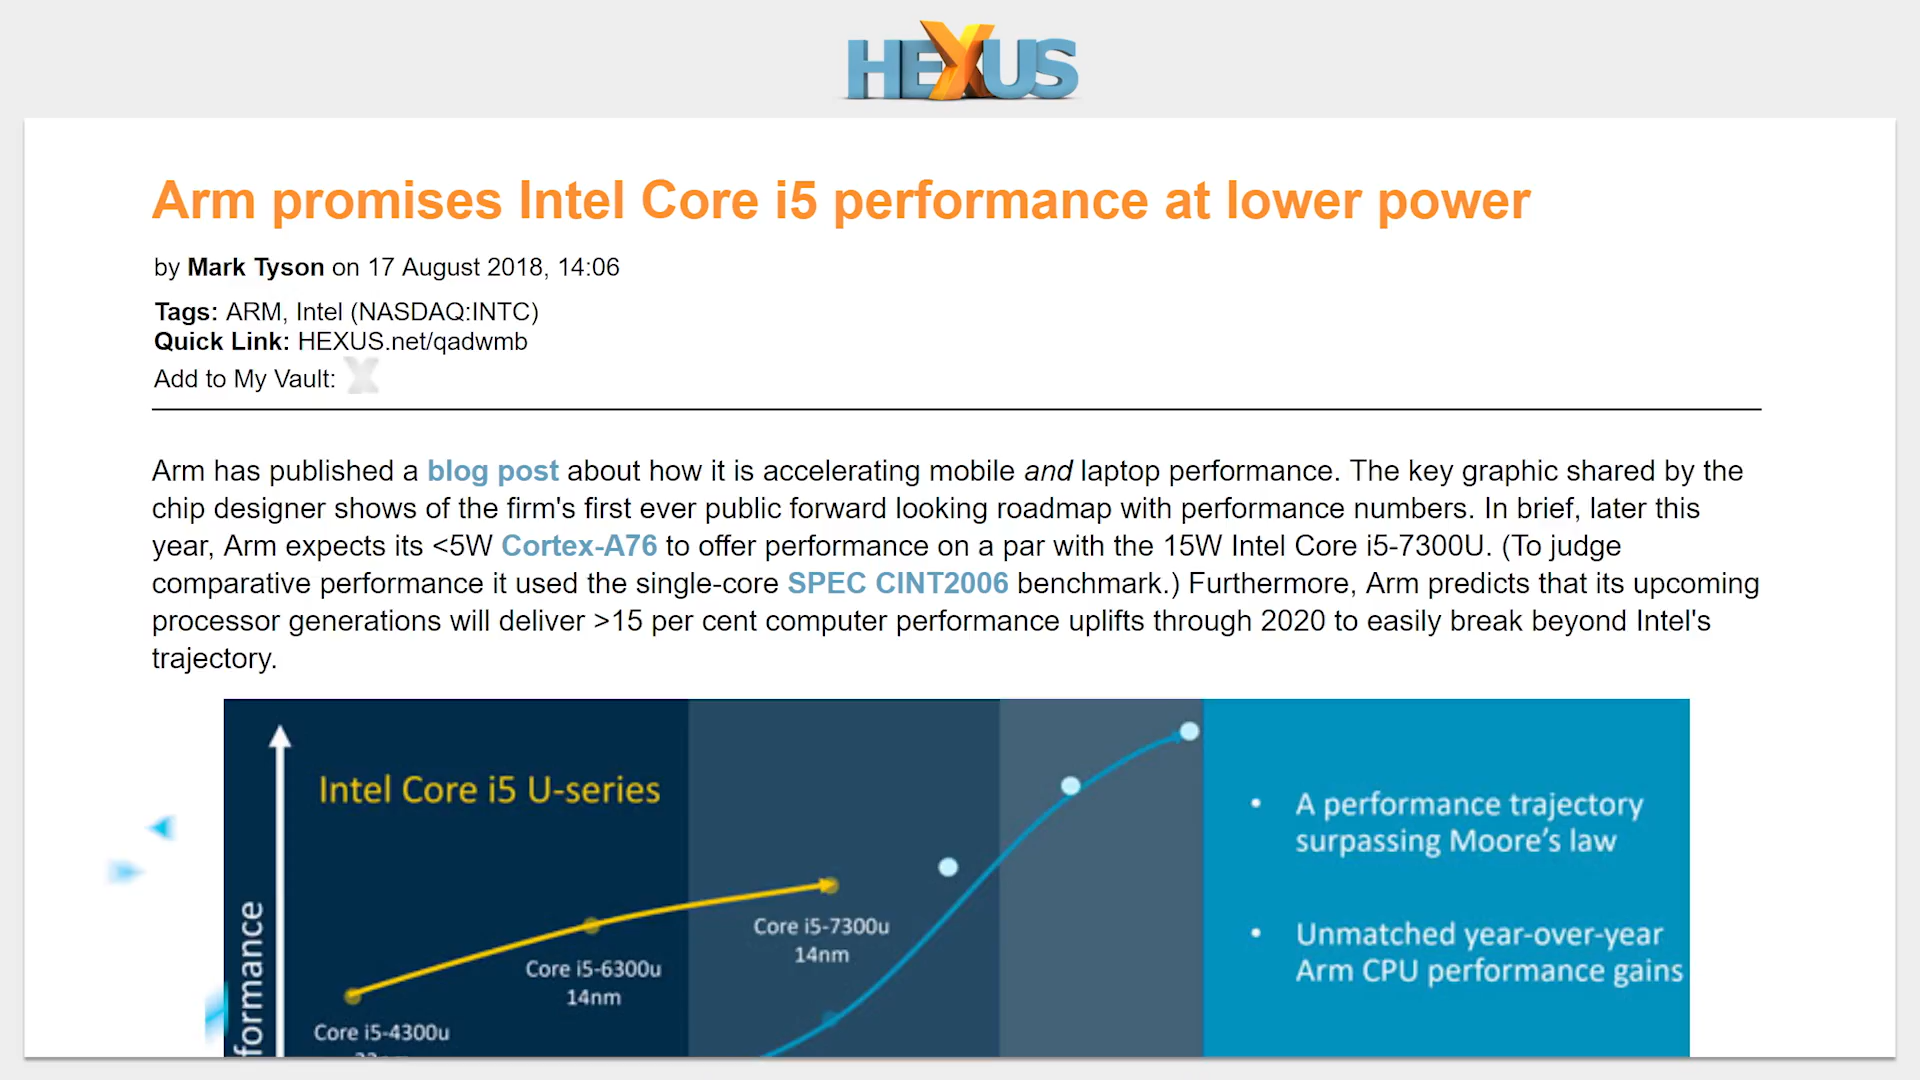 HEXUS
Arm promises Intel Core i5 performance at lower power
by Mark Tyson on 17 August 2018, 14:06
Tags: ARM, Intel (NASDAQ:INTC)
Quick Link: HEXUS.net/qadwmb
Add to My Vault:
Arm has published a blog post about how it is accelerating mobile and laptop performance. The key graphic shared by the
chip designer shows of the firm's first ever public forward looking roadmap with performance numbers. In brief, later this
year, Arm expects its <5W Cortex-A76 to offer performance on a par with the 15W Intel Core i5-7300U. (To judge
comparative performance it used the single-core SPEC CINT2006 benchmark.) Furthermore, Arm predicts that its upcoming
processor generations will deliver >15 per cent computer performance uplifts through 2020 to easily break beyond Intel's
trajectory.
Intel Core i5 U-series
Core i5-7300u
14nm
Core i5-6300u
14nm
Core i5-4300u
• A performance trajectory
surpassing Moore's law
• Unmatched year-over-year
Arm CPU performance gains